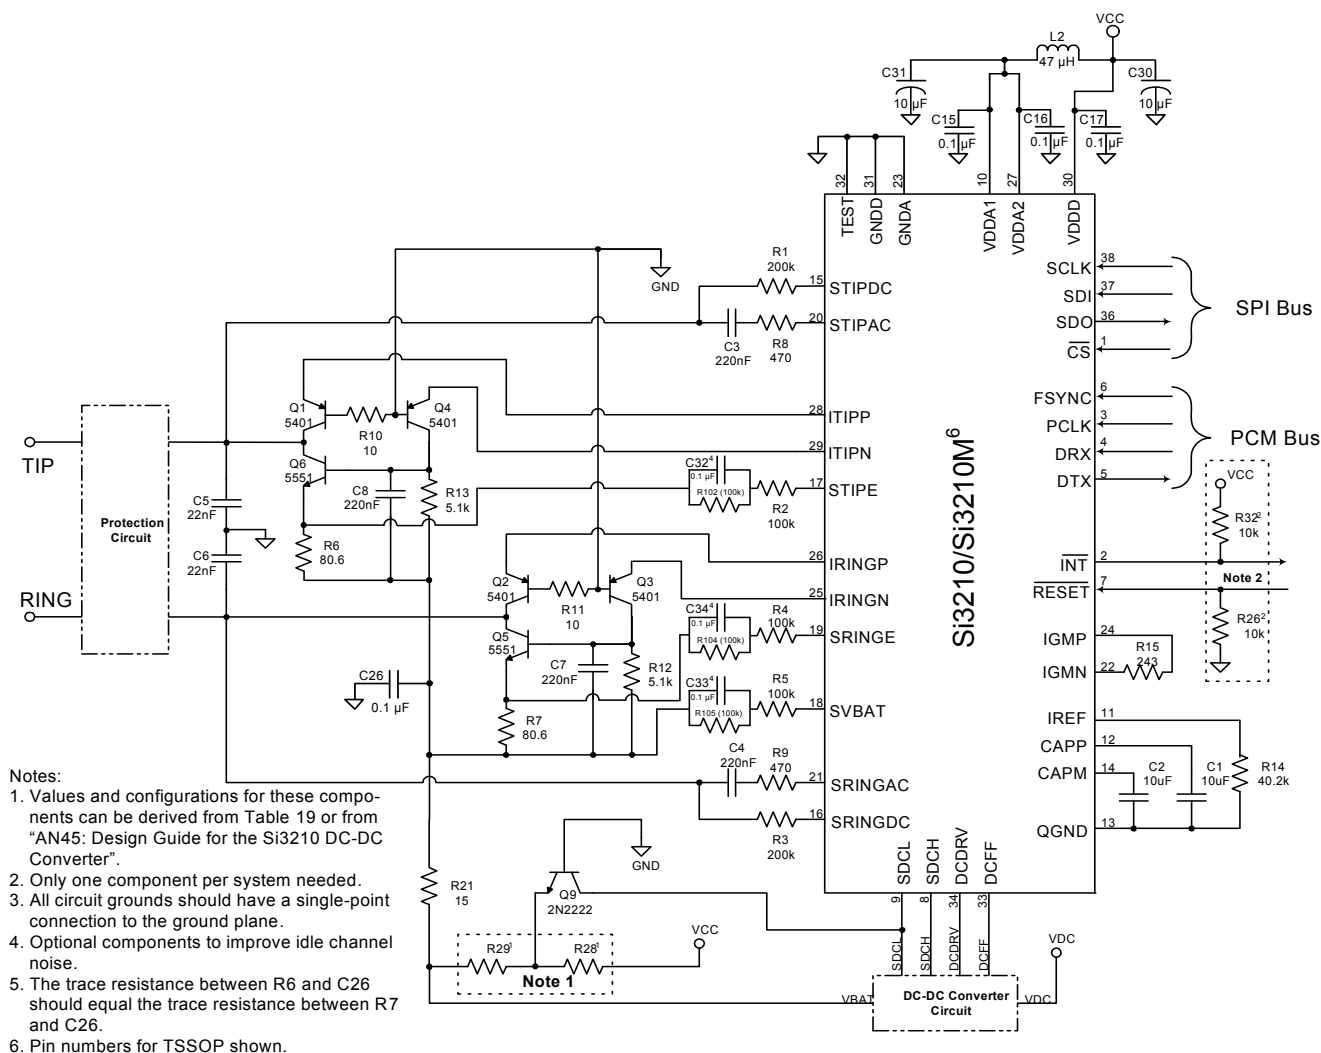 VCC
L2
47 µH
C31
10 µF
C30
10 µF
C15
0.1 µF
C16
0.1 µF
C17
0.1 µF
32
31
23
10
27
30
TEST
GNDD
GNDA
VDDA1
VDDA2
VDDD
GND
R1
200k
15
STIPDC
C3
220nF
R8
470
20
STIPAC
SCLK
38
SDI
37
SDO
36
CS
1
SPI Bus
FSYNC
6
PCLK
3
DRX
4
DTX
5
PCM Bus
Q1
5401
R10
10
Q4
5401
28
ITIPP
29
ITIPN
TIP
Q6
5551
C8
220nF
R13
5.1k
C32⁴
0.1 µF
R102 (100k)
R2
100k
17
STIPE
Si3210/Si3210M⁶
VCC
R32²
10k
C5
22nF
Protection
Circuit
C6
22nF
R6
80.6
26
IRINGP
INT
2
Note 2
RESET
7
R26²
10k
RING
Q2
5401
R11
10
Q3
5401
25
IRINGN
Q5
5551
C7
220nF
R12
5.1k
C34⁴
0.1 µF
R104 (100k)
R4
100k
19
SRINGE
IGMP
24
R15
243
IGMN
22
C26
0.1 µF
R7
80.6
C33⁴
0.1 µF
R105 (100k)
R5
100k
18
SVBAT
IREF
11
CAPP
12
CAPM
14
C2
10uF
C1
10uF
R14
40.2k
QGND
13
C4
220nF
R9
470
21
SRINGAC
16
SRINGDC
R3
200k
SDCL
SDCH
DCDRV
DCFF
9
8
34
33
GND
Q9
2N2222
R21
15
R29¹
R28¹
Note 1
VCC
SDCL
SDCH
DCDRV
DCFF
VDC
VBAT
DC-DC Converter
Circuit
VDC
Notes:
1. Values and configurations for these compo-
nents can be derived from Table 19 or from
“AN45: Design Guide for the Si3210 DC-DC
Converter”.
2. Only one component per system needed.
3. All circuit grounds should have a single-point
connection to the ground plane.
4. Optional components to improve idle channel
noise.
5. The trace resistance between R6 and C26
should equal the trace resistance between R7
and C26.
6. Pin numbers for TSSOP shown.